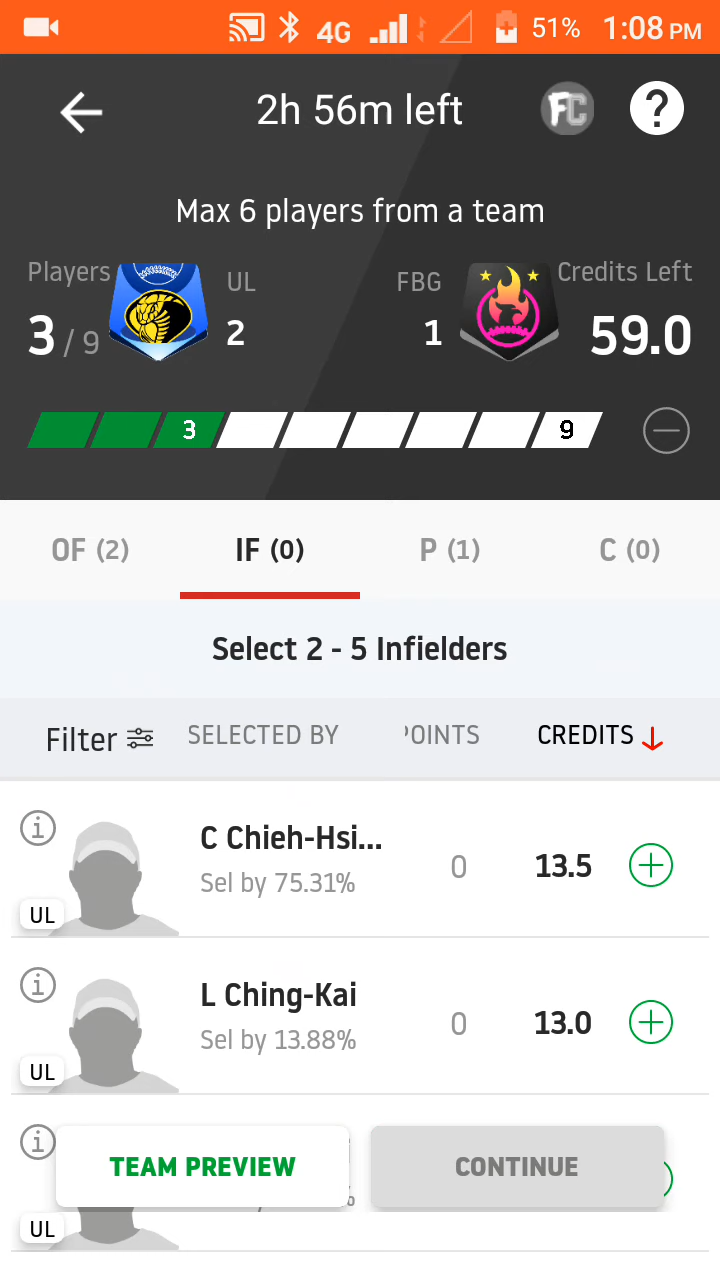 4G 51% 1:08 PM
2h 56m left FC ?
Max 6 players from a team
Players UL FBG Credits Left
3 / 9 2 1 59.0
3 9
OF (2) IF (0) P (1) C (0)
Select 2 - 5 Infielders
Filter SELECTED BY POINTS CREDITS
C Chieh-Hsi... 0 13.5
Sel by 75.31%
UL
L Ching-Kai 0 13.0
Sel by 13.88%
UL
TEAM PREVIEW CONTINUE
%
UL